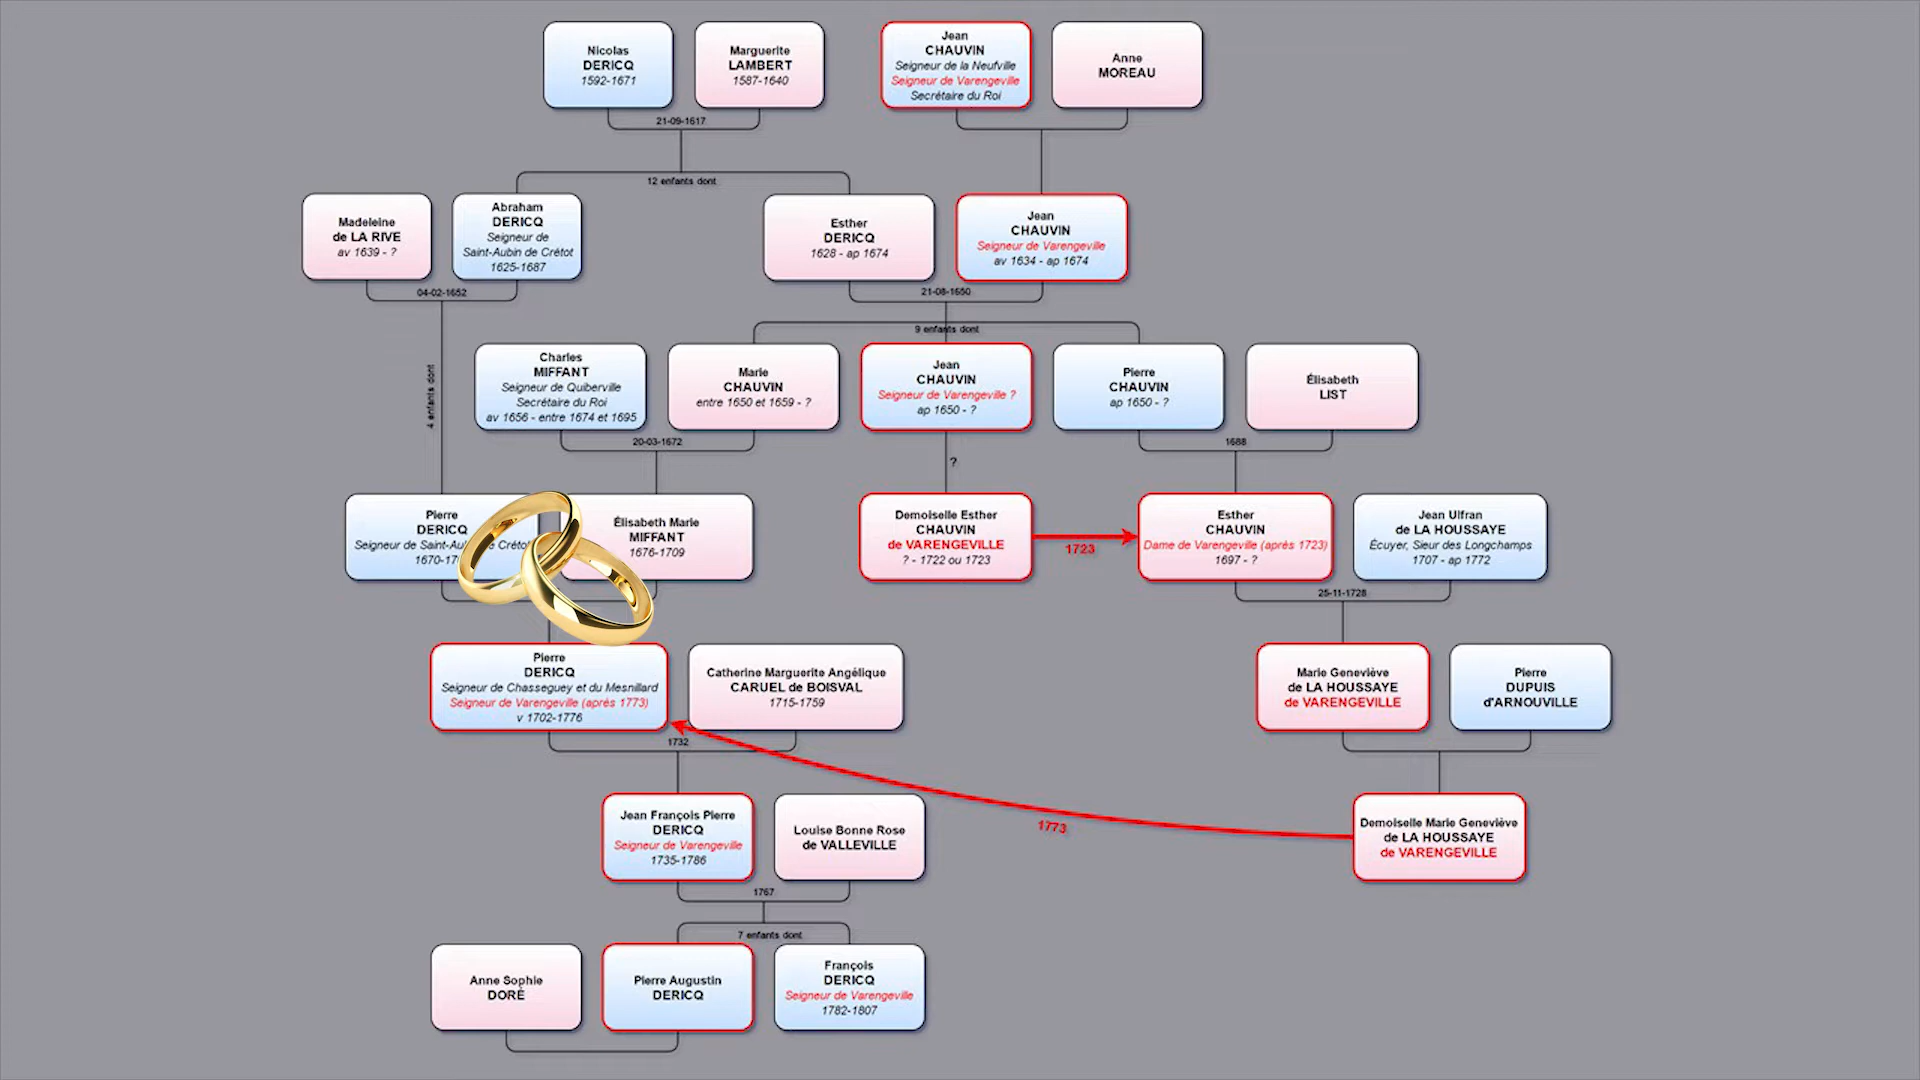 Nicolas
DERICQ
1592-1671
Marguerite
LAMBERT
1587-1640
Jean
CHAUVIN
Seigneur de la Neufville
Seigneur de Varengeville
Secrétaire du Roi
Anne
MOREAU
21-09-1617
12 enfants dont
Madeleine
de LA RIVE
av 1639 - ?
Abraham
DERICQ
Seigneur de
Saint-Aubin de Crétot
1625-1687
Esther
DERICQ
1628 - ap 1674
Jean
CHAUVIN
Seigneur de Varengeville
av 1634 - ap 1674
04-02-1652
21-08-1650
4 enfants dont
9 enfants dont
Charles
MIFFANT
Seigneur de Quiberville
Secrétaire du Roi
av 1656 - entre 1674 et 1695
Marie
CHAUVIN
entre 1650 et 1659 - ?
Jean
CHAUVIN
Seigneur de Varengeville ?
ap 1650 - ?
Pierre
CHAUVIN
ap 1650 - ?
Élisabeth
LIST
20-03-1672
?
1688
Pierre
DERICQ
Seigneur de Crétot
Élisabeth Marie
MIFFANT
1676-1709
Demoiselle Esther
CHAUVIN
de VARENGEVILLE
? - 1722 ou 1723
1723
Esther
CHAUVIN
Dame de Varengeville (après 1723)
1697 - ?
Jean Ulfran
de LA HOUSSAYE
Écuyer, Sieur des Longchamps
1707 - ap 1772
25-11-1728
Pierre
DERICQ
Seigneur de Chasseguey et du Mesnillard
Seigneur de Varengeville (après 1773)
v 1702-1776
Catherine Marguerite Angélique
CARUEL de BOISVAL
1715-1759
Marie Geneviève
de LA HOUSSAYE
de VARENGEVILLE
Pierre
DUPUIS
d'ARNOUVILLE
1732
1773
Jean François Pierre
DERICQ
Seigneur de Varengeville
1735-1786
Louise Bonne Rose
de VALLEVILLE
Demoiselle Marie Geneviève
de LA HOUSSAYE
de VARENGEVILLE
1767
7 enfants dont
Anne Sophie
DORÉ
Pierre Augustin
DERICQ
François
DERICQ
Seigneur de Varengeville
1782-1807